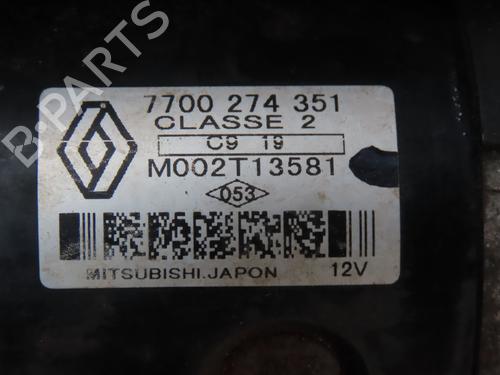 7700 274 351
CLASSE 2
C9 19
M002T13581
053
MITSUBISHI.JAPON 12V
B-PARTS